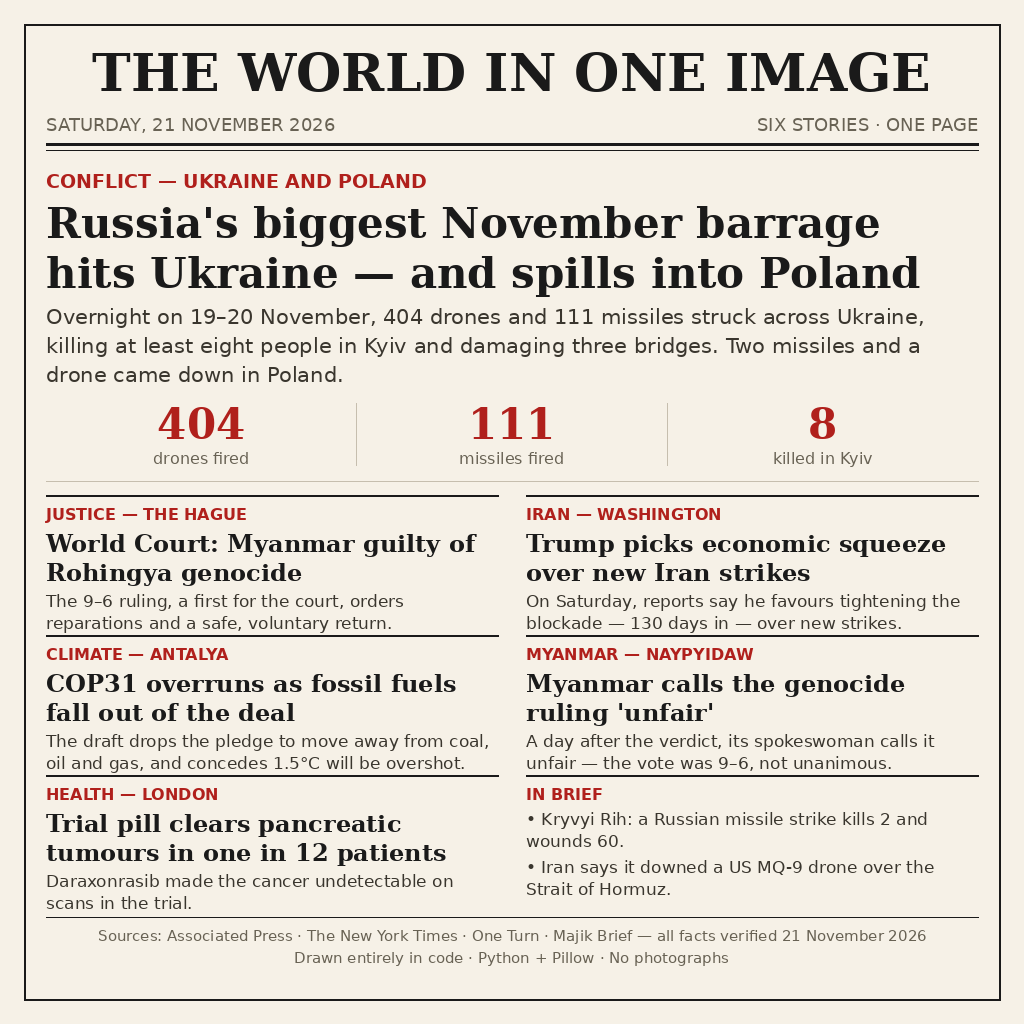 THE WORLD IN ONE IMAGE
SATURDAY, 21 NOVEMBER 2026
SIX STORIES · ONE PAGE
CONFLICT — UKRAINE AND POLAND
Russia's biggest November barrage
hits Ukraine — and spills into Poland
Overnight on 19–20 November, 404 drones and 111 missiles struck across Ukraine,
killing at least eight people in Kyiv and damaging three bridges. Two missiles and a
drone came down in Poland.
404
drones fired
111
missiles fired
8
killed in Kyiv
JUSTICE — THE HAGUE
World Court: Myanmar guilty of
Rohingya genocide
The 9–6 ruling, a first for the court, orders
reparations and a safe, voluntary return.
IRAN — WASHINGTON
Trump picks economic squeeze
over new Iran strikes
On Saturday, reports say he favours tightening the
blockade — 130 days in — over new strikes.
CLIMATE — ANTALYA
COP31 overruns as fossil fuels
fall out of the deal
The draft drops the pledge to move away from coal,
oil and gas, and concedes 1.5°C will be overshot.
MYANMAR — NAYPYIDAW
Myanmar calls the genocide
ruling 'unfair'
A day after the verdict, its spokeswoman calls it
unfair — the vote was 9–6, not unanimous.
HEALTH — LONDON
Trial pill clears pancreatic
tumours in one in 12 patients
Daraxonrasib made the cancer undetectable on
scans in the trial.
IN BRIEF
• Kryvyi Rih: a Russian missile strike kills 2 and
wounds 60.
• Iran says it downed a US MQ-9 drone over the
Strait of Hormuz.
Sources: Associated Press · The New York Times · One Turn · Majik Brief — all facts verified 21 November 2026
Drawn entirely in code · Python + Pillow · No photographs